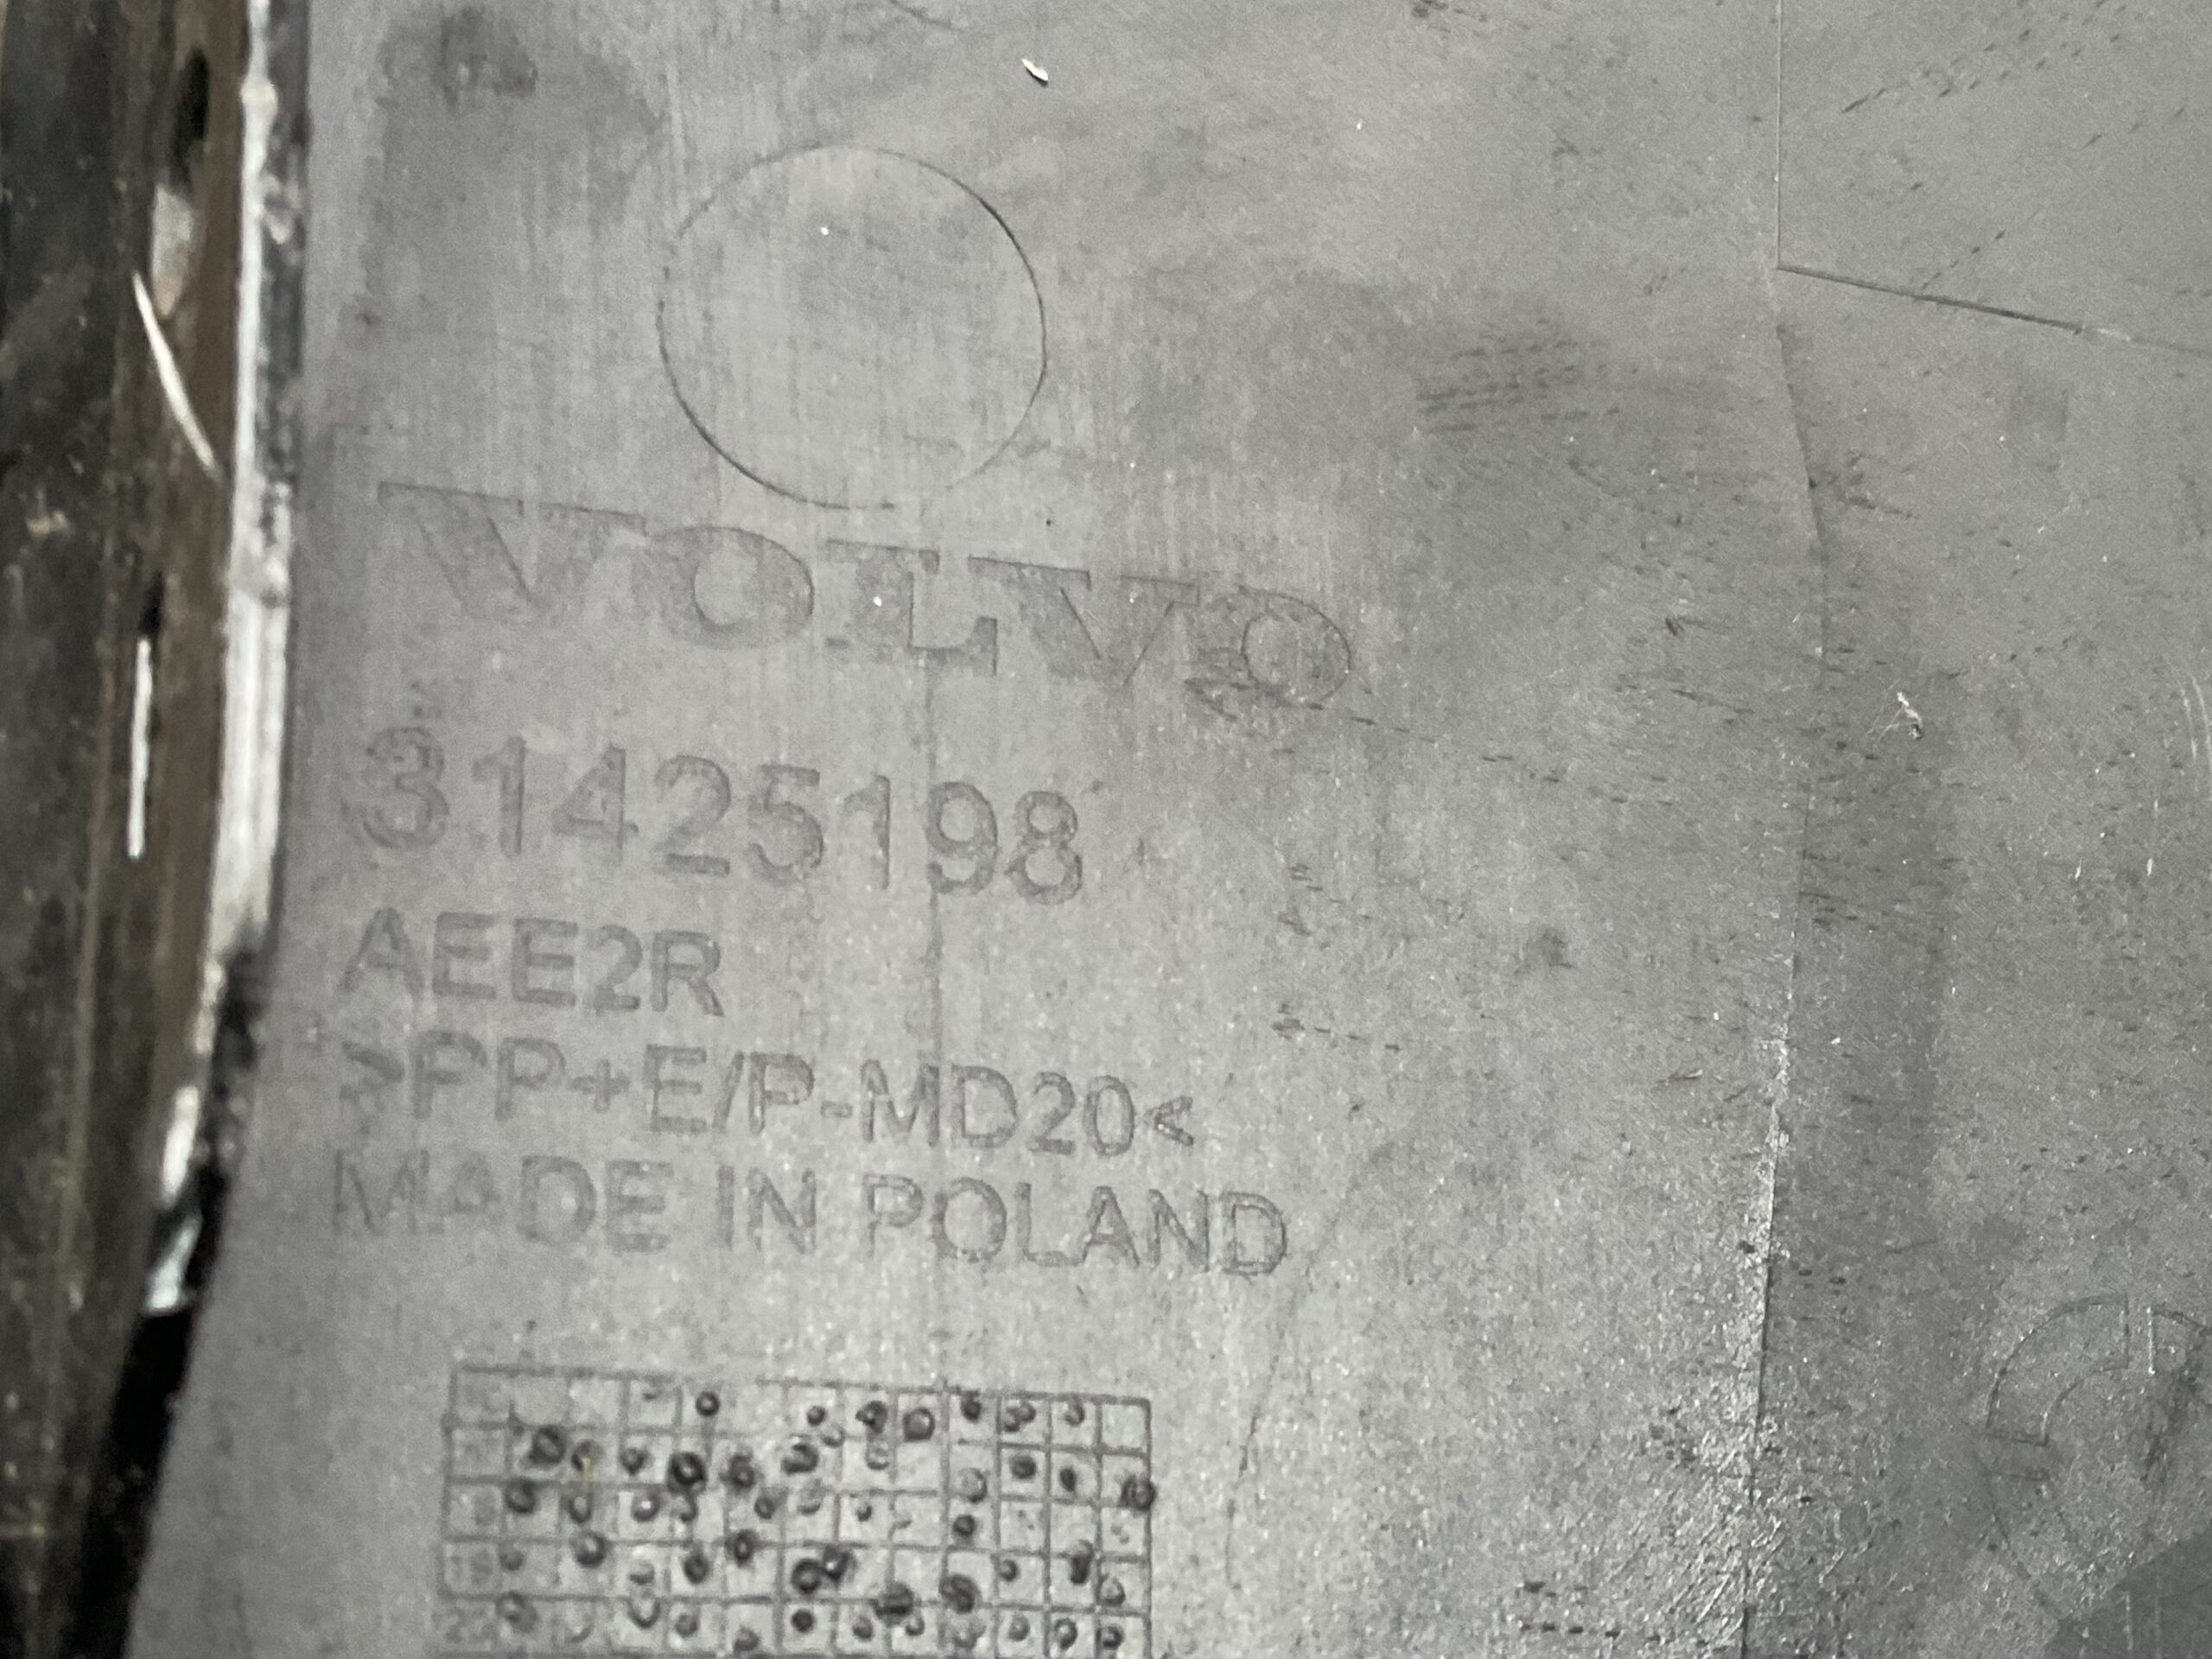 VOLVO
31425198
AEE2R
>PP+E/P-MD20<
MADE IN POLAND